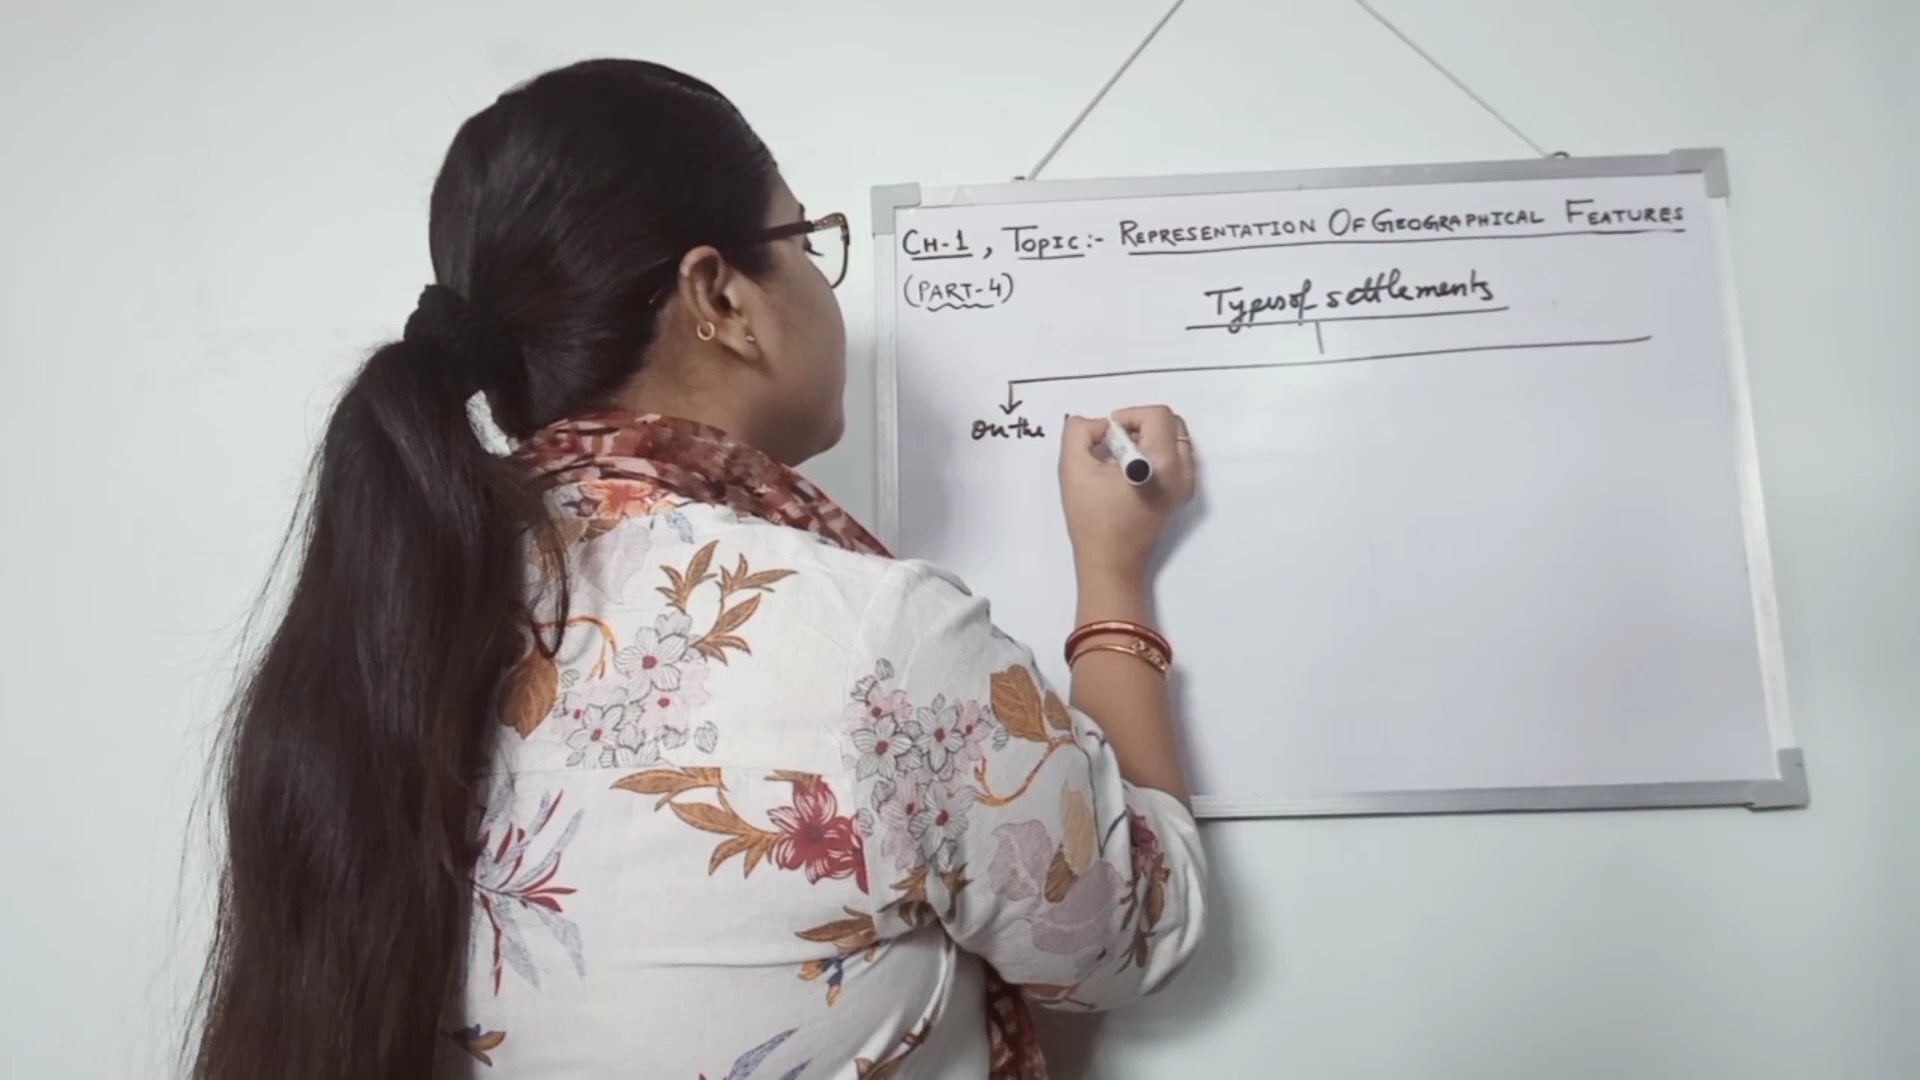 CH-1, TOPIC:- REPRESENTATION OF GEOGRAPHICAL FEATURES
(PART-4)
Types of settlements
On the